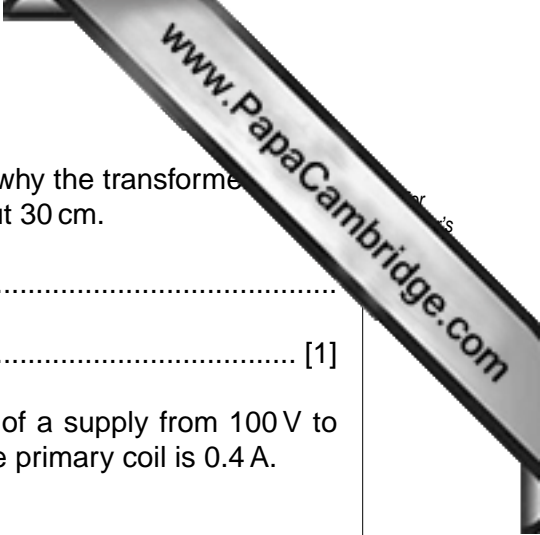 www.PapaCambridge.com
why the transforme
30 cm.
................................................
................................................ [1]
of a supply from 100 V to
primary coil is 0.4 A.